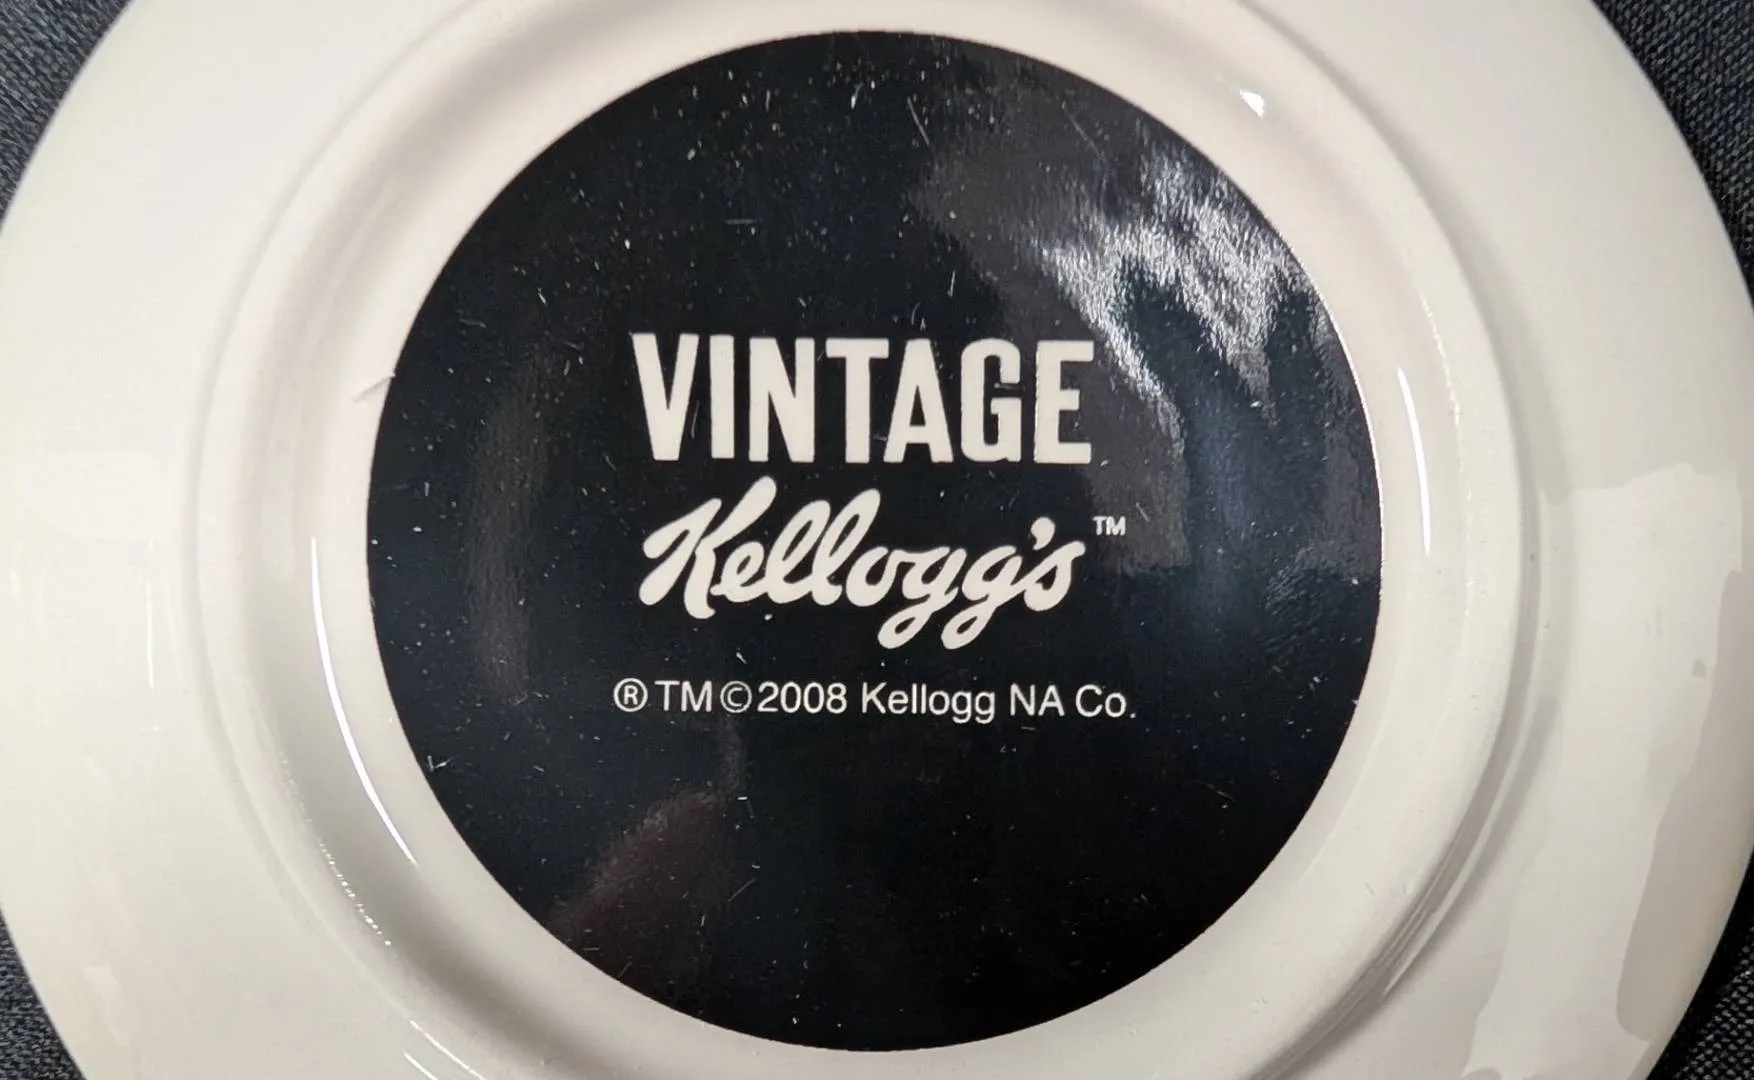 VINTAGE
Kellogg's™
®TM©2008 Kellogg NA Co.